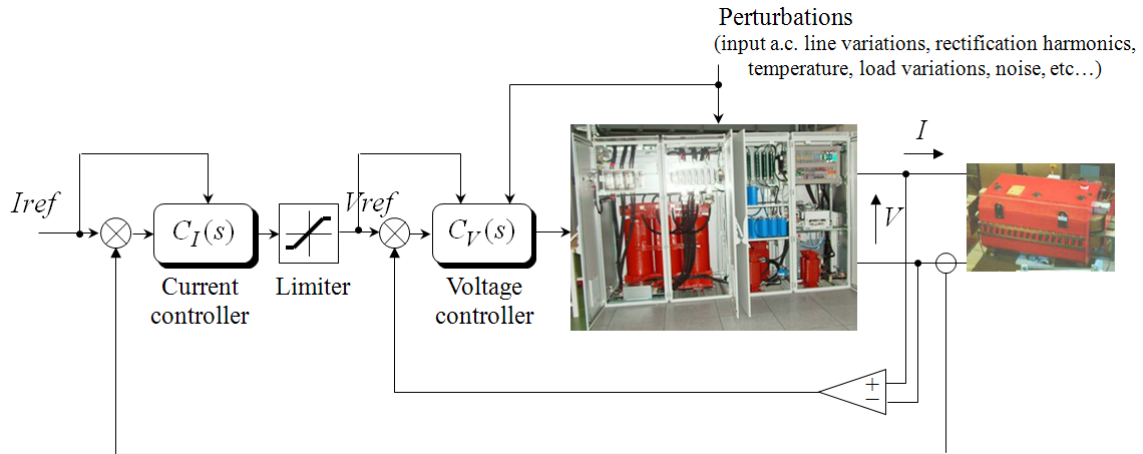 Perturbations
(input a.c. line variations, rectification harmonics,
temperature, load variations, noise, etc…)
I
Iref
Vref
V
C_I(s)
C_V(s)
Current
controller
Limiter
Voltage
controller
+
−